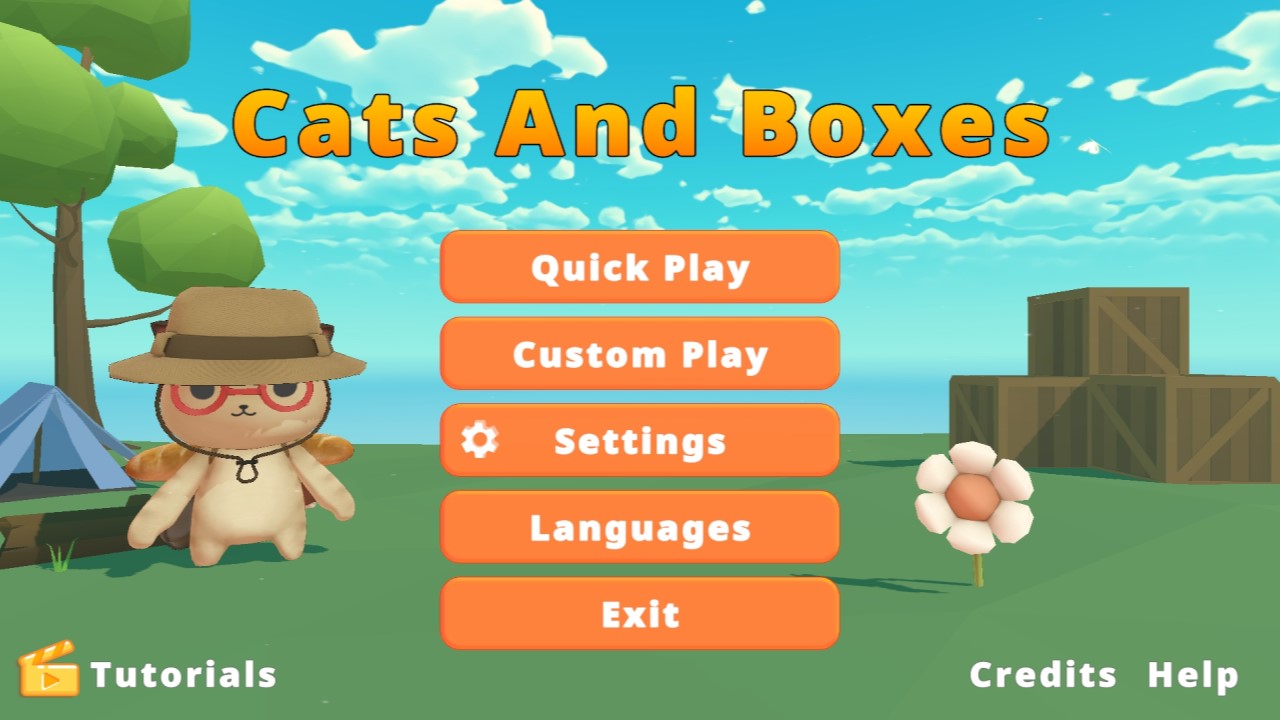 Cats And Boxes
Quick Play
Custom Play
Settings
Languages
Exit
Tutorials
Credits
Help